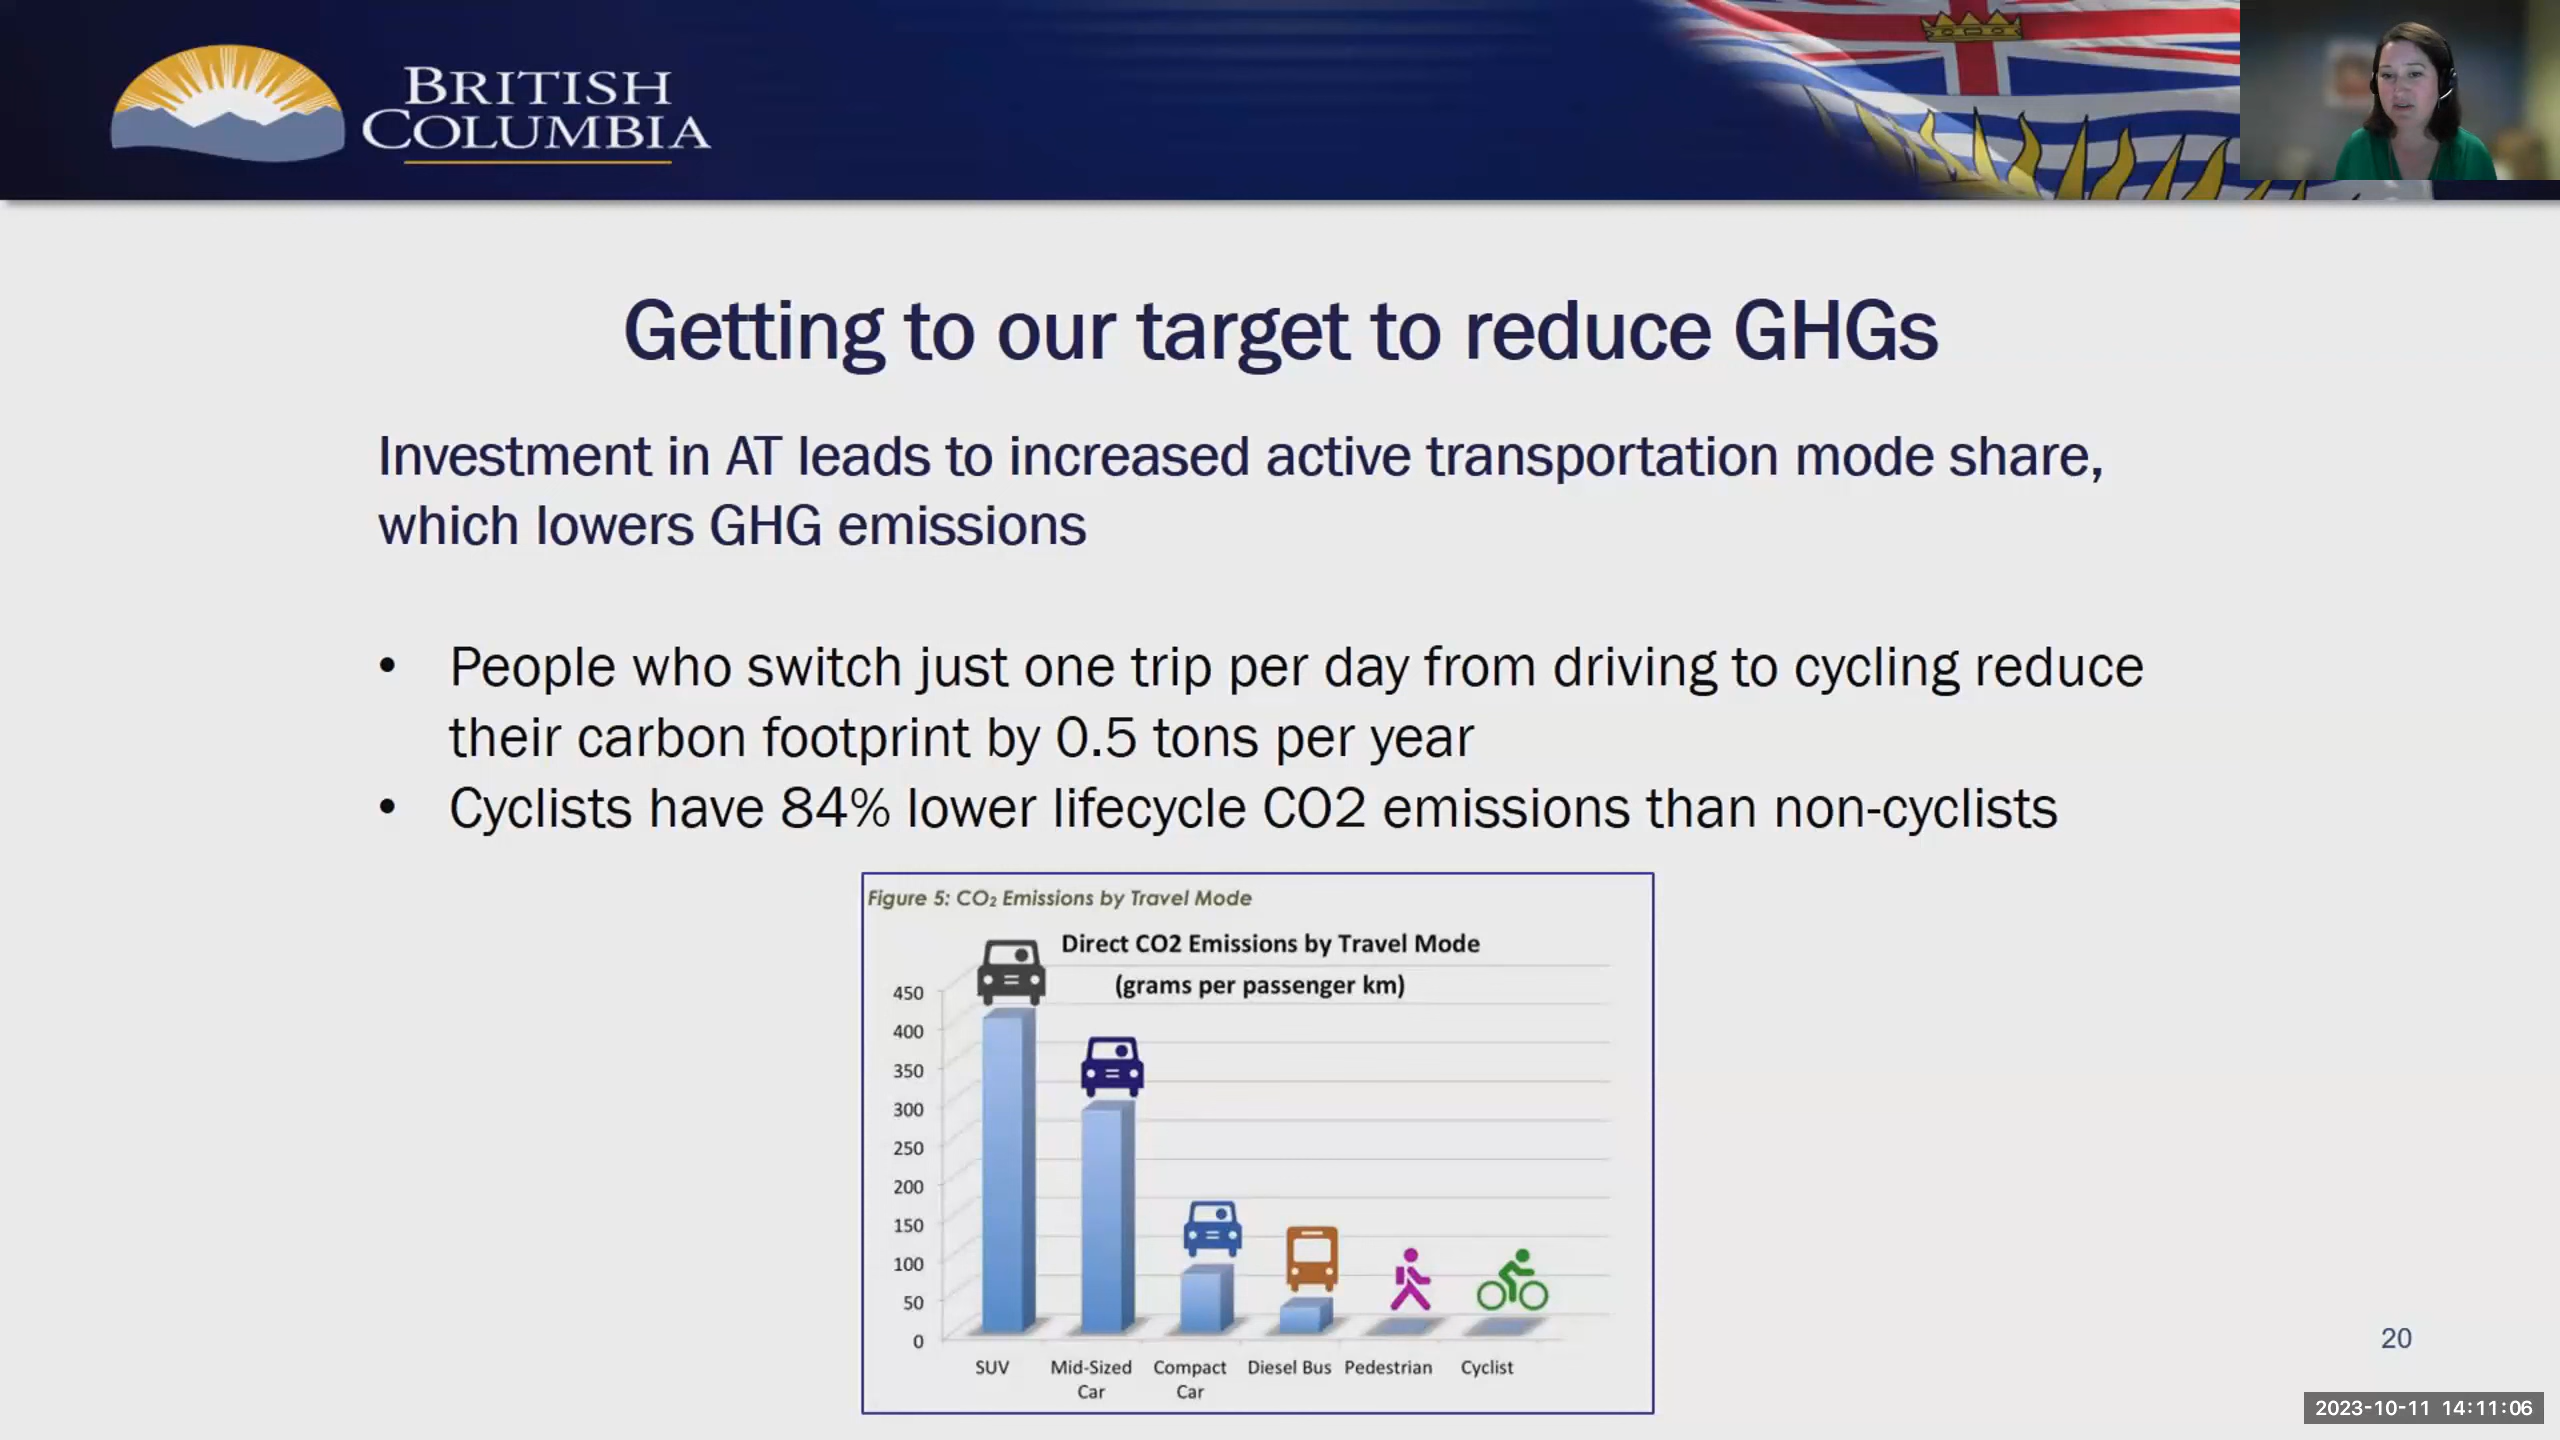 BRITISH
COLUMBIA
Getting to our target to reduce GHGs
Investment in AT leads to increased active transportation mode share,
which lowers GHG emissions
• People who switch just one trip per day from driving to cycling reduce
their carbon footprint by 0.5 tons per year
• Cyclists have 84% lower lifecycle CO2 emissions than non-cyclists
Figure 5: CO₂ Emissions by Travel Mode
Direct CO2 Emissions by Travel Mode
(grams per passenger km)
450
400
350
300
250
200
150
100
50
0
SUV
Mid-Sized
Car
Compact
Car
Diesel Bus
Pedestrian
Cyclist
20
2023-10-11 14:11:06